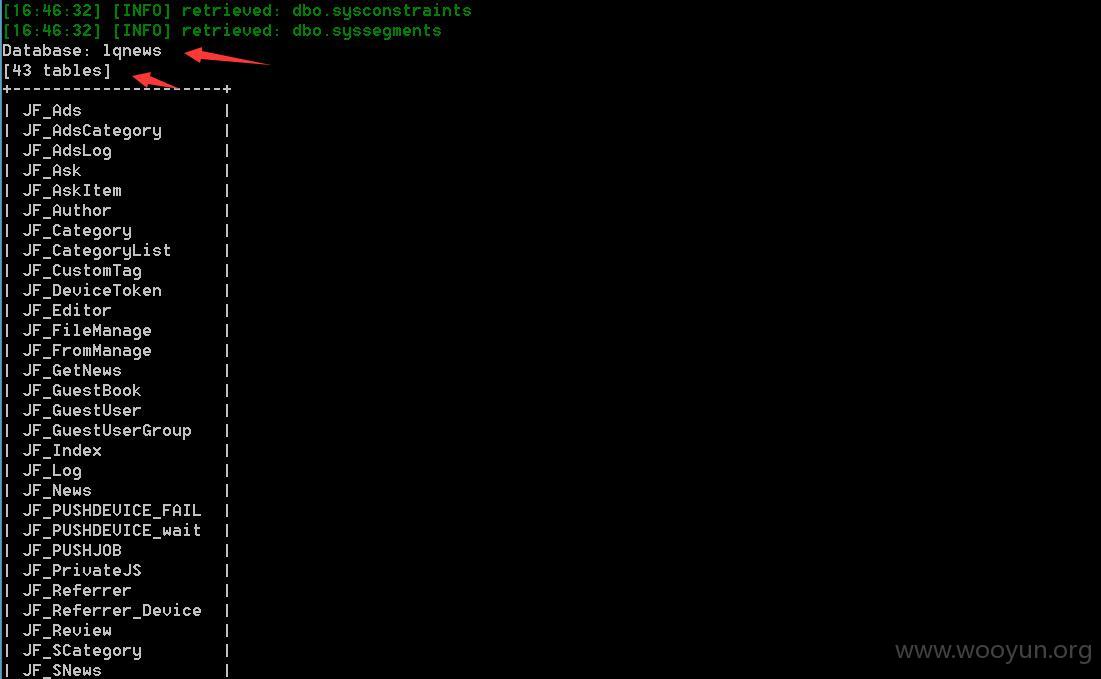 [16:46:32] [INFO] retrieved: dbo.sysconstraints
[16:46:32] [INFO] retrieved: dbo.syssegments
Database: lqnews
[43 tables]
+----------------------+
| JF_Ads |
| JF_AdsCategory |
| JF_AdsLog |
| JF_Ask |
| JF_AskItem |
| JF_Author |
| JF_Category |
| JF_CategoryList |
| JF_CustomTag |
| JF_DeviceToken |
| JF_Editor |
| JF_FileManage |
| JF_FromManage |
| JF_GetNews |
| JF_GuestBook |
| JF_GuestUser |
| JF_GuestUserGroup |
| JF_Index |
| JF_Log |
| JF_News |
| JF_PUSHDEVICE_FAIL |
| JF_PUSHDEVICE_wait |
| JF_PUSHJOB |
| JF_PrivateJS |
| JF_Referrer |
| JF_Referrer_Device |
| JF_Review |
| JF_SCategory |
| JF_SNews |
www.wooyun.org